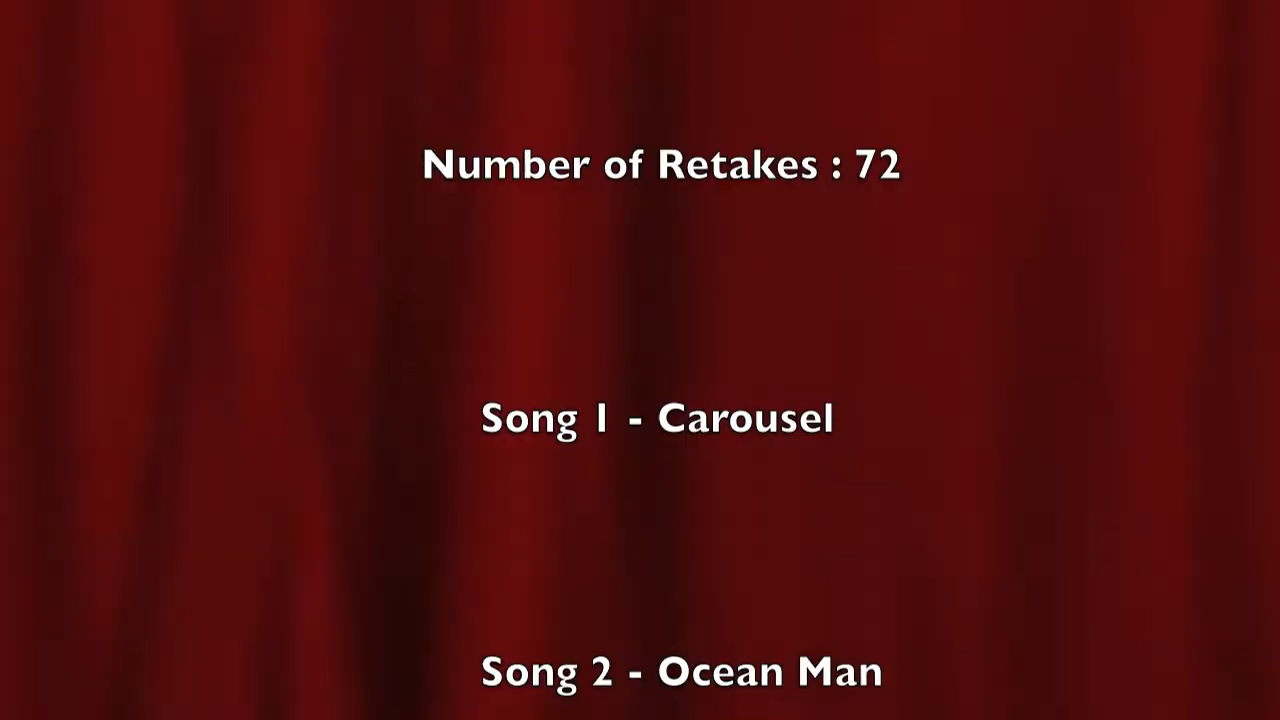 Number of Retakes : 72
Song 1 - Carousel
Song 2 - Ocean Man